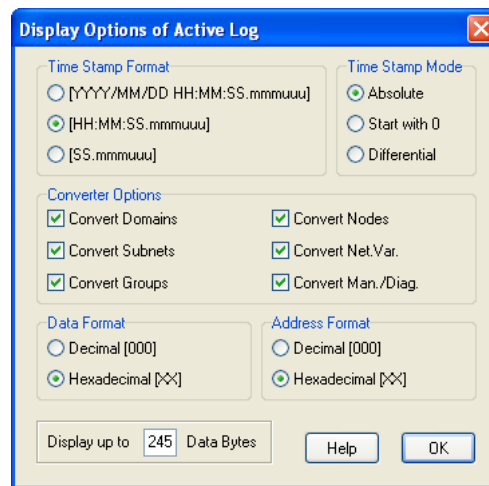 Display Options of Active Log
Time Stamp Format
[YYYY/MM/DD HH:MM:SS.mmmuuu]
[HH:MM:SS.mmmuuu]
[SS.mmmuuu]
Time Stamp Mode
Absolute
Start with 0
Differential
Converter Options
Convert Domains
Convert Nodes
Convert Subnets
Convert Net.Var.
Convert Groups
Convert Man./Diag.
Data Format
Decimal [000]
Hexadecimal [XX]
Address Format
Decimal [000]
Hexadecimal [XX]
Display up to 245 Data Bytes
Help
OK